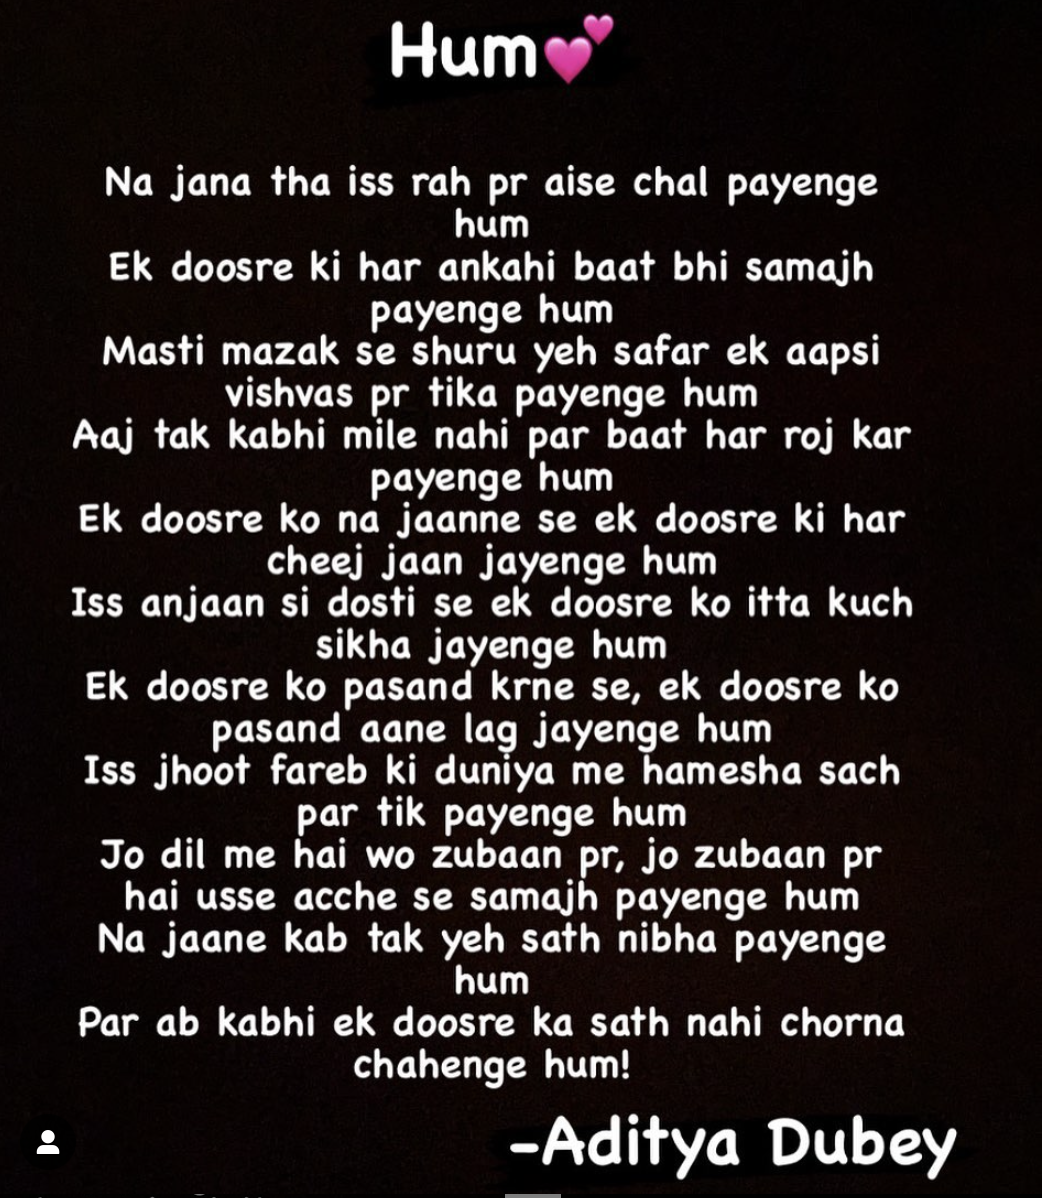 Hum💕
Na jana tha iss rah pr aise chal payenge
hum
Ek doosre ki har ankahi baat bhi samajh
payenge hum
Masti mazak se shuru yeh safar ek aapsi
vishvas pr tika payenge hum
Aaj tak kabhi mile nahi par baat har roj kar
payenge hum
Ek doosre ko na jaanne se ek doosre ki har
cheej jaan jayenge hum
Iss anjaan si dosti se ek doosre ko itta kuch
sikha jayenge hum
Ek doosre ko pasand krne se, ek doosre ko
pasand aane lag jayenge hum
Iss jhoot fareb ki duniya me hamesha sach
par tik payenge hum
Jo dil me hai wo zubaan pr, jo zubaan pr
hai usse acche se samajh payenge hum
Na jaane kab tak yeh sath nibha payenge
hum
Par ab kabhi ek doosre ka sath nahi chorna
chahenge hum!
-Aditya Dubey